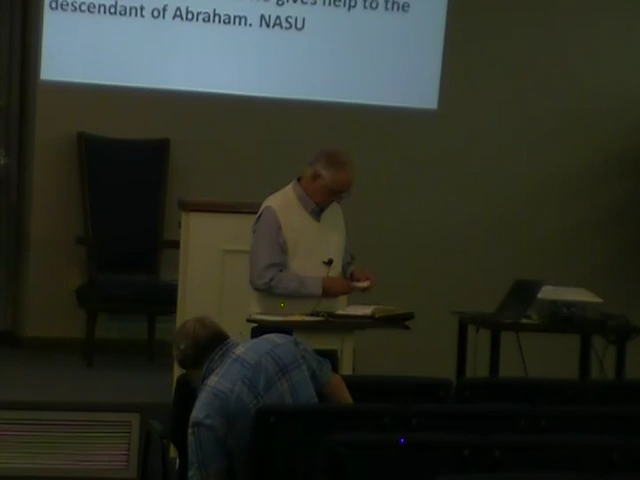 gives help to the
descendant of Abraham. NASU